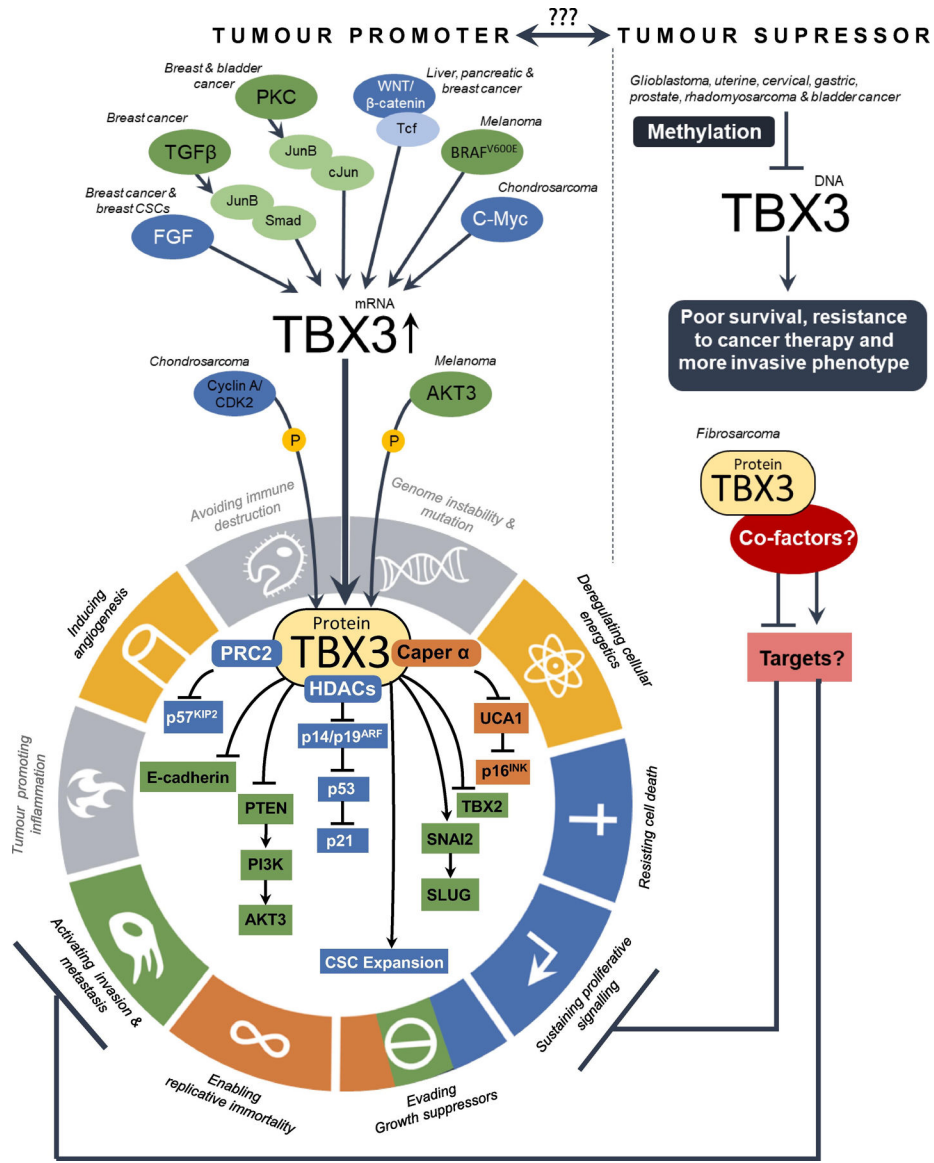 ???
TUMOUR PROMOTER
TUMOUR SUPRESSOR
Breast & bladder
cancer
PKC
JunB
cJun
Breast cancer
TGFβ
JunB
Smad
Breast cancer &
breast CSCs
FGF
WNT/
β-catenin
Tcf
Liver, pancreatic &
breast cancer
Melanoma
BRAFV600E
Chondrosarcoma
C-Myc
mRNA
TBX3
Chondrosarcoma
Cyclin A/
CDK2
P
Melanoma
AKT3
P
Glioblastoma, uterine, cervical, gastric,
prostate, rhadomyosarcoma & bladder cancer
Methylation
DNA
TBX3
Poor survival, resistance
to cancer therapy and
more invasive phenotype
Fibrosarcoma
Protein
TBX3
Co-factors?
Targets?
Avoiding immune
destruction
Genome instability &
mutation
Inducing
angiogenesis
Deregulating cellular
energetics
Tumour promoting
inflammation
Resisting cell death
Activating invasion &
metastasis
Sustaining proliferative
signalling
Enabling
replicative immortality
Evading
Growth suppressors
Protein
TBX3
PRC2
Caper α
HDACs
p57KIP2
p14/p19ARF
UCA1
E-cadherin
p53
p16INK
PTEN
TBX2
p21
SNAI2
PI3K
SLUG
AKT3
CSC Expansion